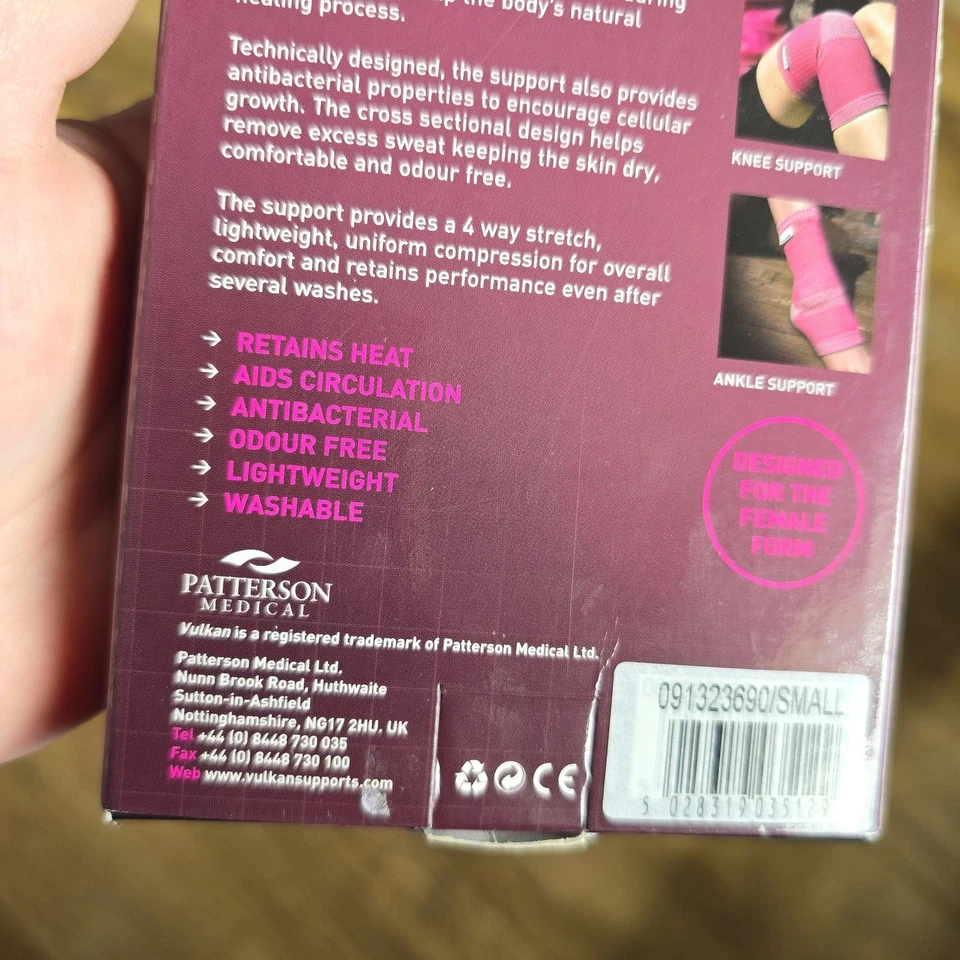 the body's natural
healing process.
Technically designed, the support also provides
antibacterial properties to encourage cellular
growth. The cross sectional design helps
remove excess sweat keeping the skin dry,
comfortable and odour free.
The support provides a 4 way stretch,
lightweight, uniform compression for overall
comfort and retains performance even after
several washes.
→ RETAINS HEAT
→ AIDS CIRCULATION
→ ANTIBACTERIAL
→ ODOUR FREE
→ LIGHTWEIGHT
→ WASHABLE
KNEE SUPPORT
ANKLE SUPPORT
DESIGNED
FOR THE
FEMALE
FORM
PATTERSON
MEDICAL
Vulkan is a registered trademark of Patterson Medical Ltd.
Patterson Medical Ltd.
Nunn Brook Road, Huthwaite
Sutton-in-Ashfield
Nottinghamshire, NG17 2HU. UK
Tel +44 (0) 8448 730 035
Fax +44 (0) 8448 730 100
Web www.vulkansupports.com
CE
091323690/SMALL
5 028319 035129